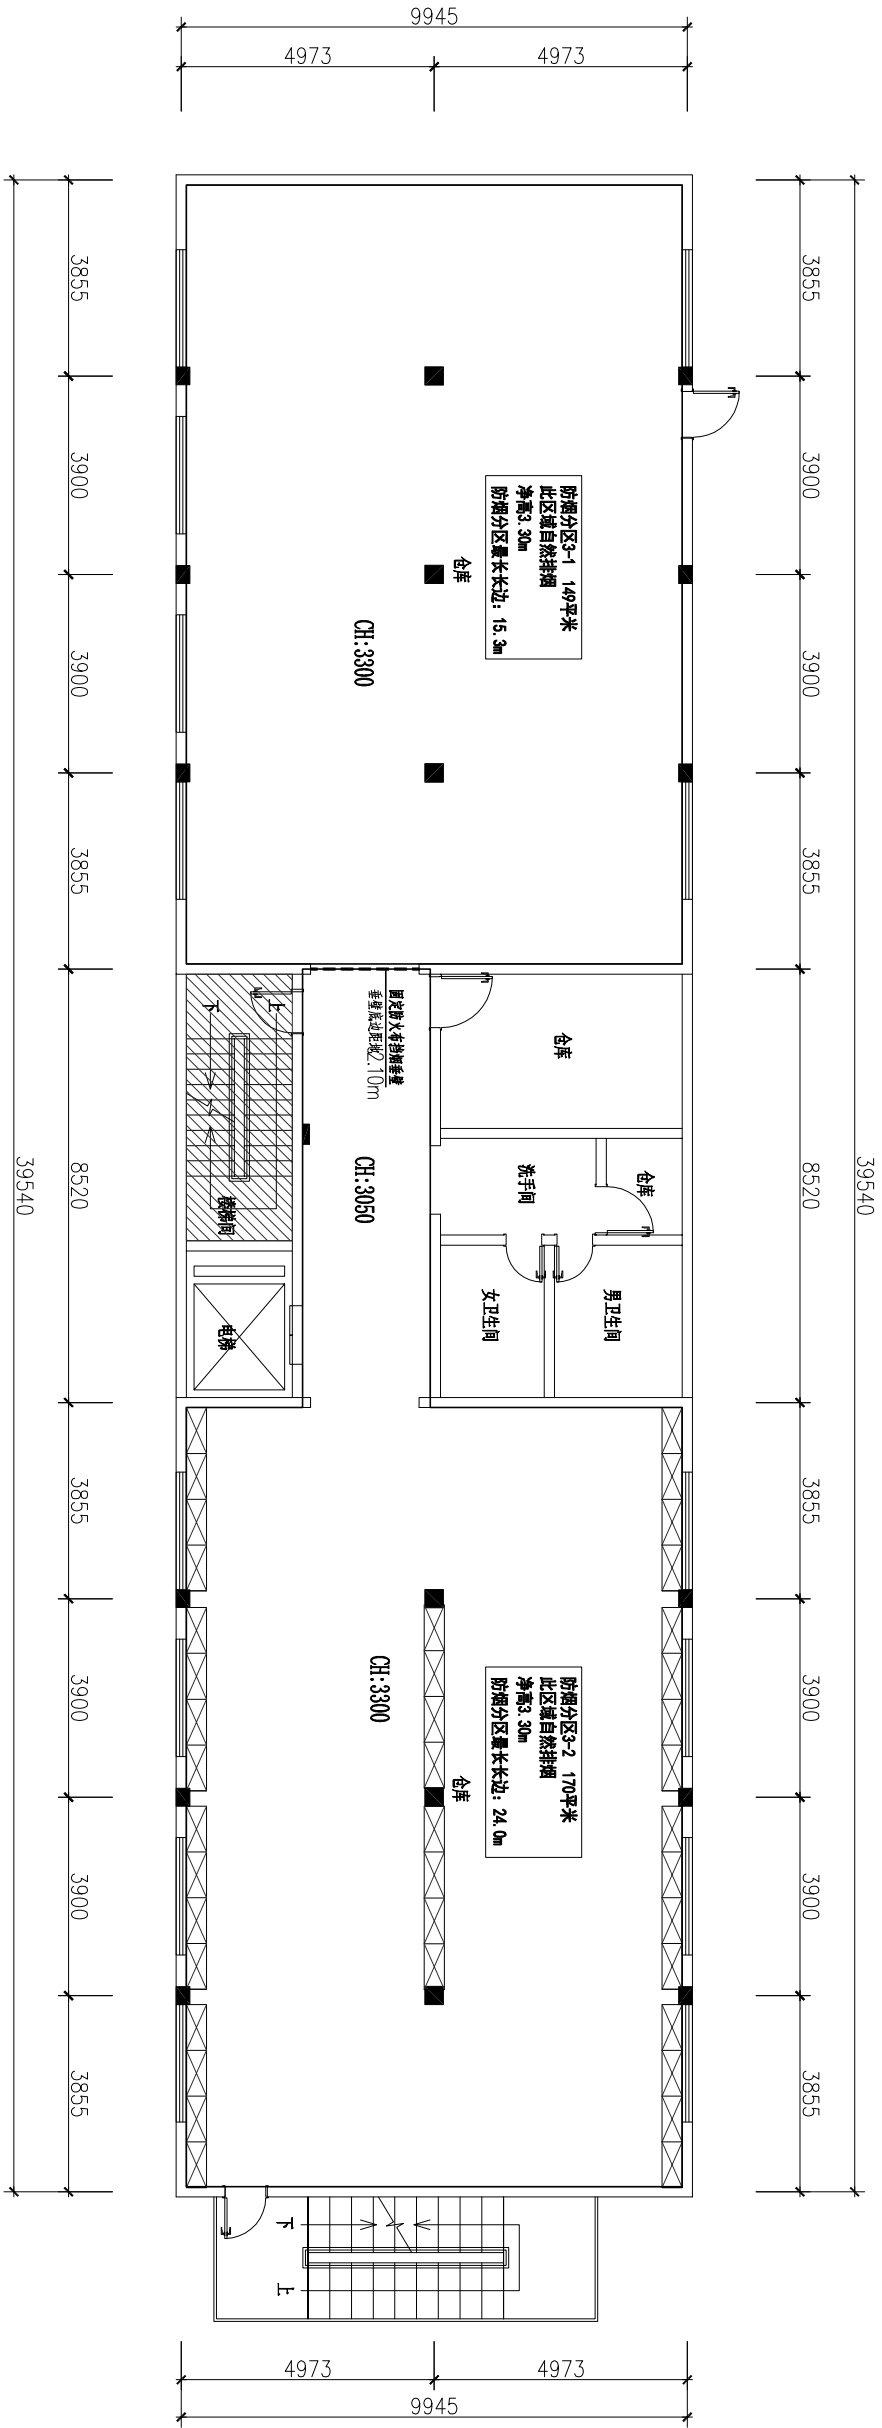 9945
4973
4973
39540
3855
3900
3900
3855
8520
3855
3900
3900
3855
39540
3855
3900
3900
3855
8520
3855
3900
3900
3855
防烟分区3-1 149平米
此区域自然排烟
净高3.30m
防烟分区最长长边: 15.3m
仓库
CH:3300
固定防火布挡烟垂壁
垂壁底边距地2.10m
仓库
上
下
楼梯间
CH:3050
洗手间
仓库
电梯
女卫生间
男卫生间
防烟分区3-2 170平米
此区域自然排烟
净高3.30m
防烟分区最长长边: 24.0m
仓库
CH:3300
下
上
4973
4973
9945